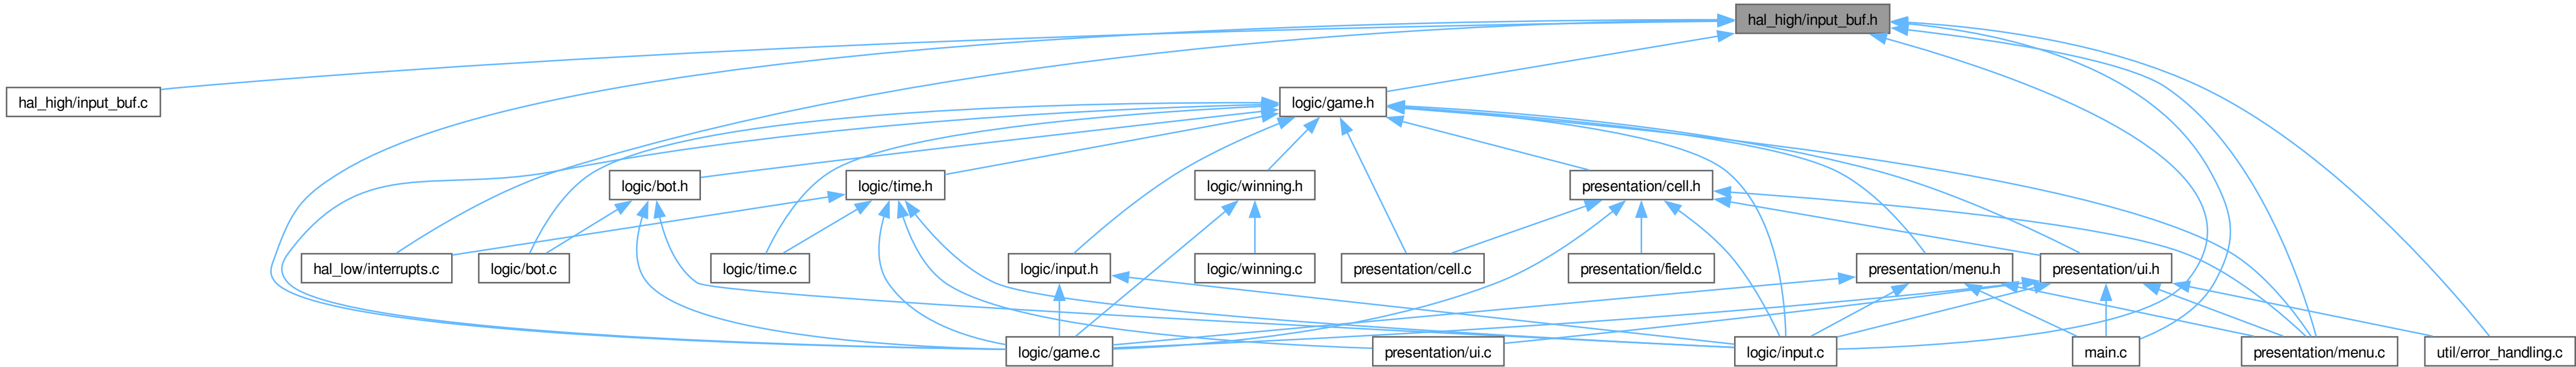 hal_high/input_buf.h
hal_high/input_buf.c
logic/game.h
logic/bot.h
logic/time.h
logic/winning.h
presentation/cell.h
hal_low/interrupts.c
logic/bot.c
logic/time.c
logic/input.h
logic/winning.c
presentation/cell.c
presentation/field.c
presentation/menu.h
presentation/ui.h
logic/game.c
presentation/ui.c
logic/input.c
main.c
presentation/menu.c
util/error_handling.c